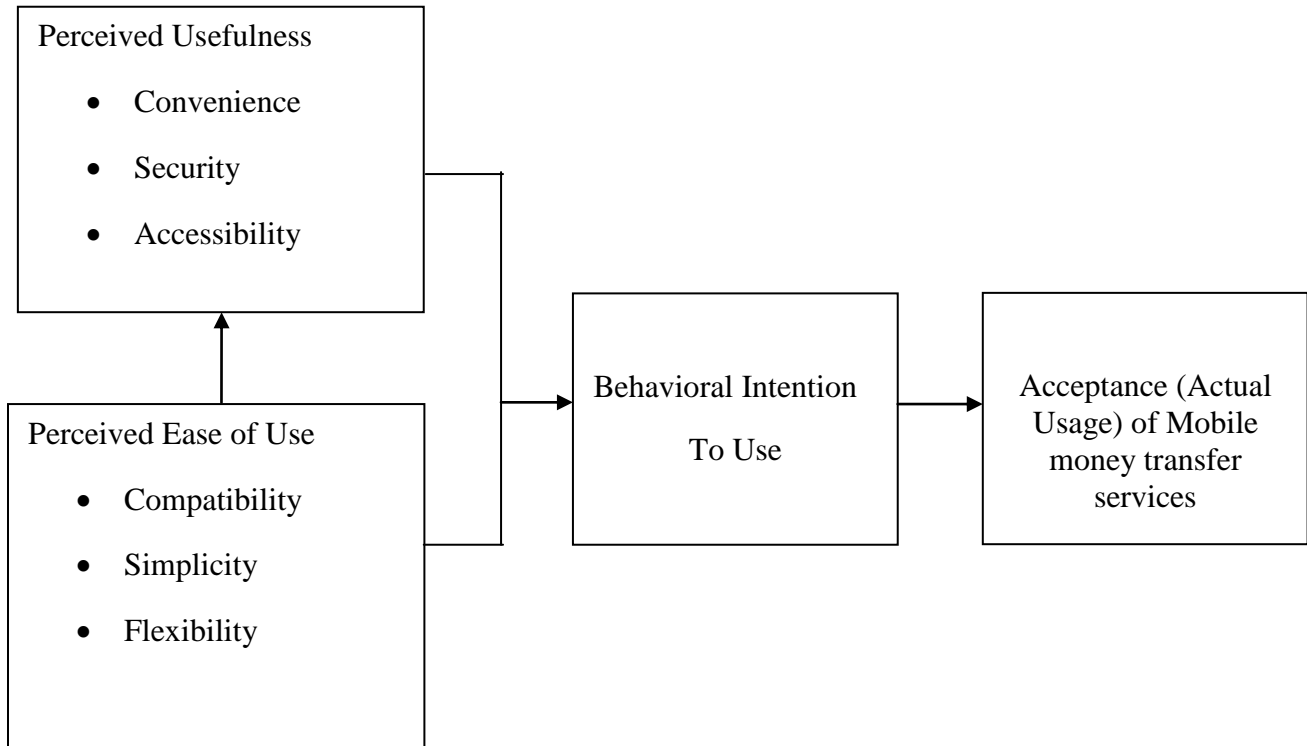 Perceived Usefulness
• Convenience
• Security
• Accessibility
Perceived Ease of Use
• Compatibility
• Simplicity
• Flexibility
Behavioral Intention
To Use
Acceptance (Actual
Usage) of Mobile
money transfer
services